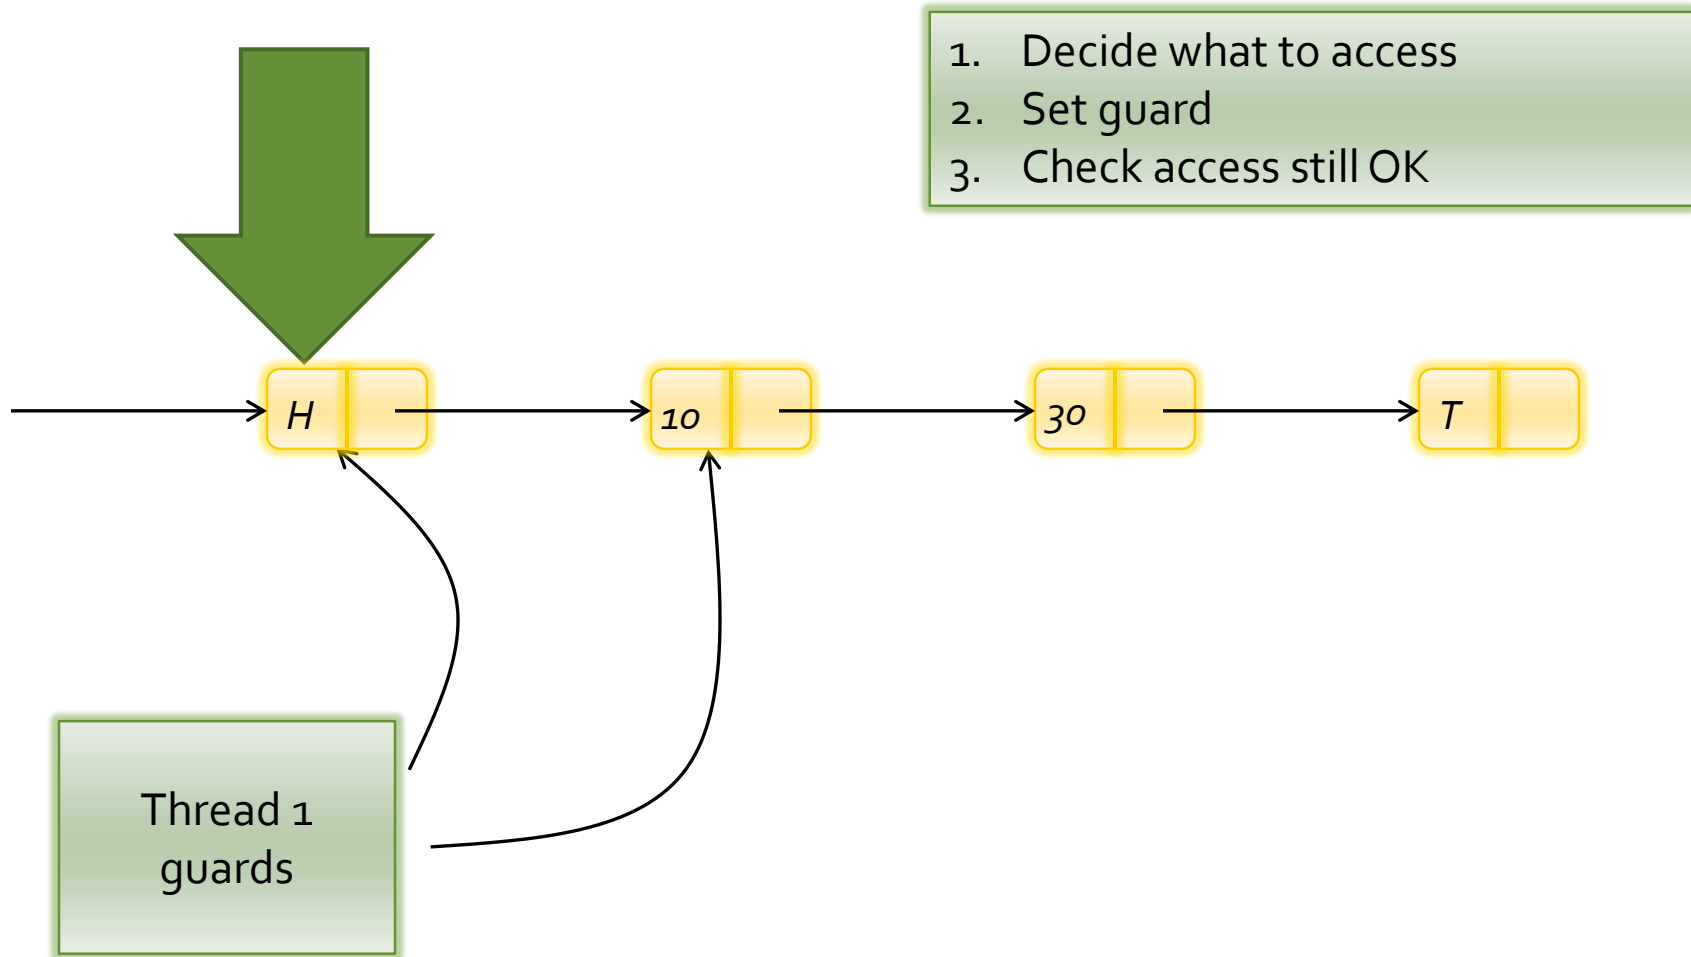 1. Decide what to access
2. Set guard
3. Check access still OK
H
10
30
T
Thread 1
guards